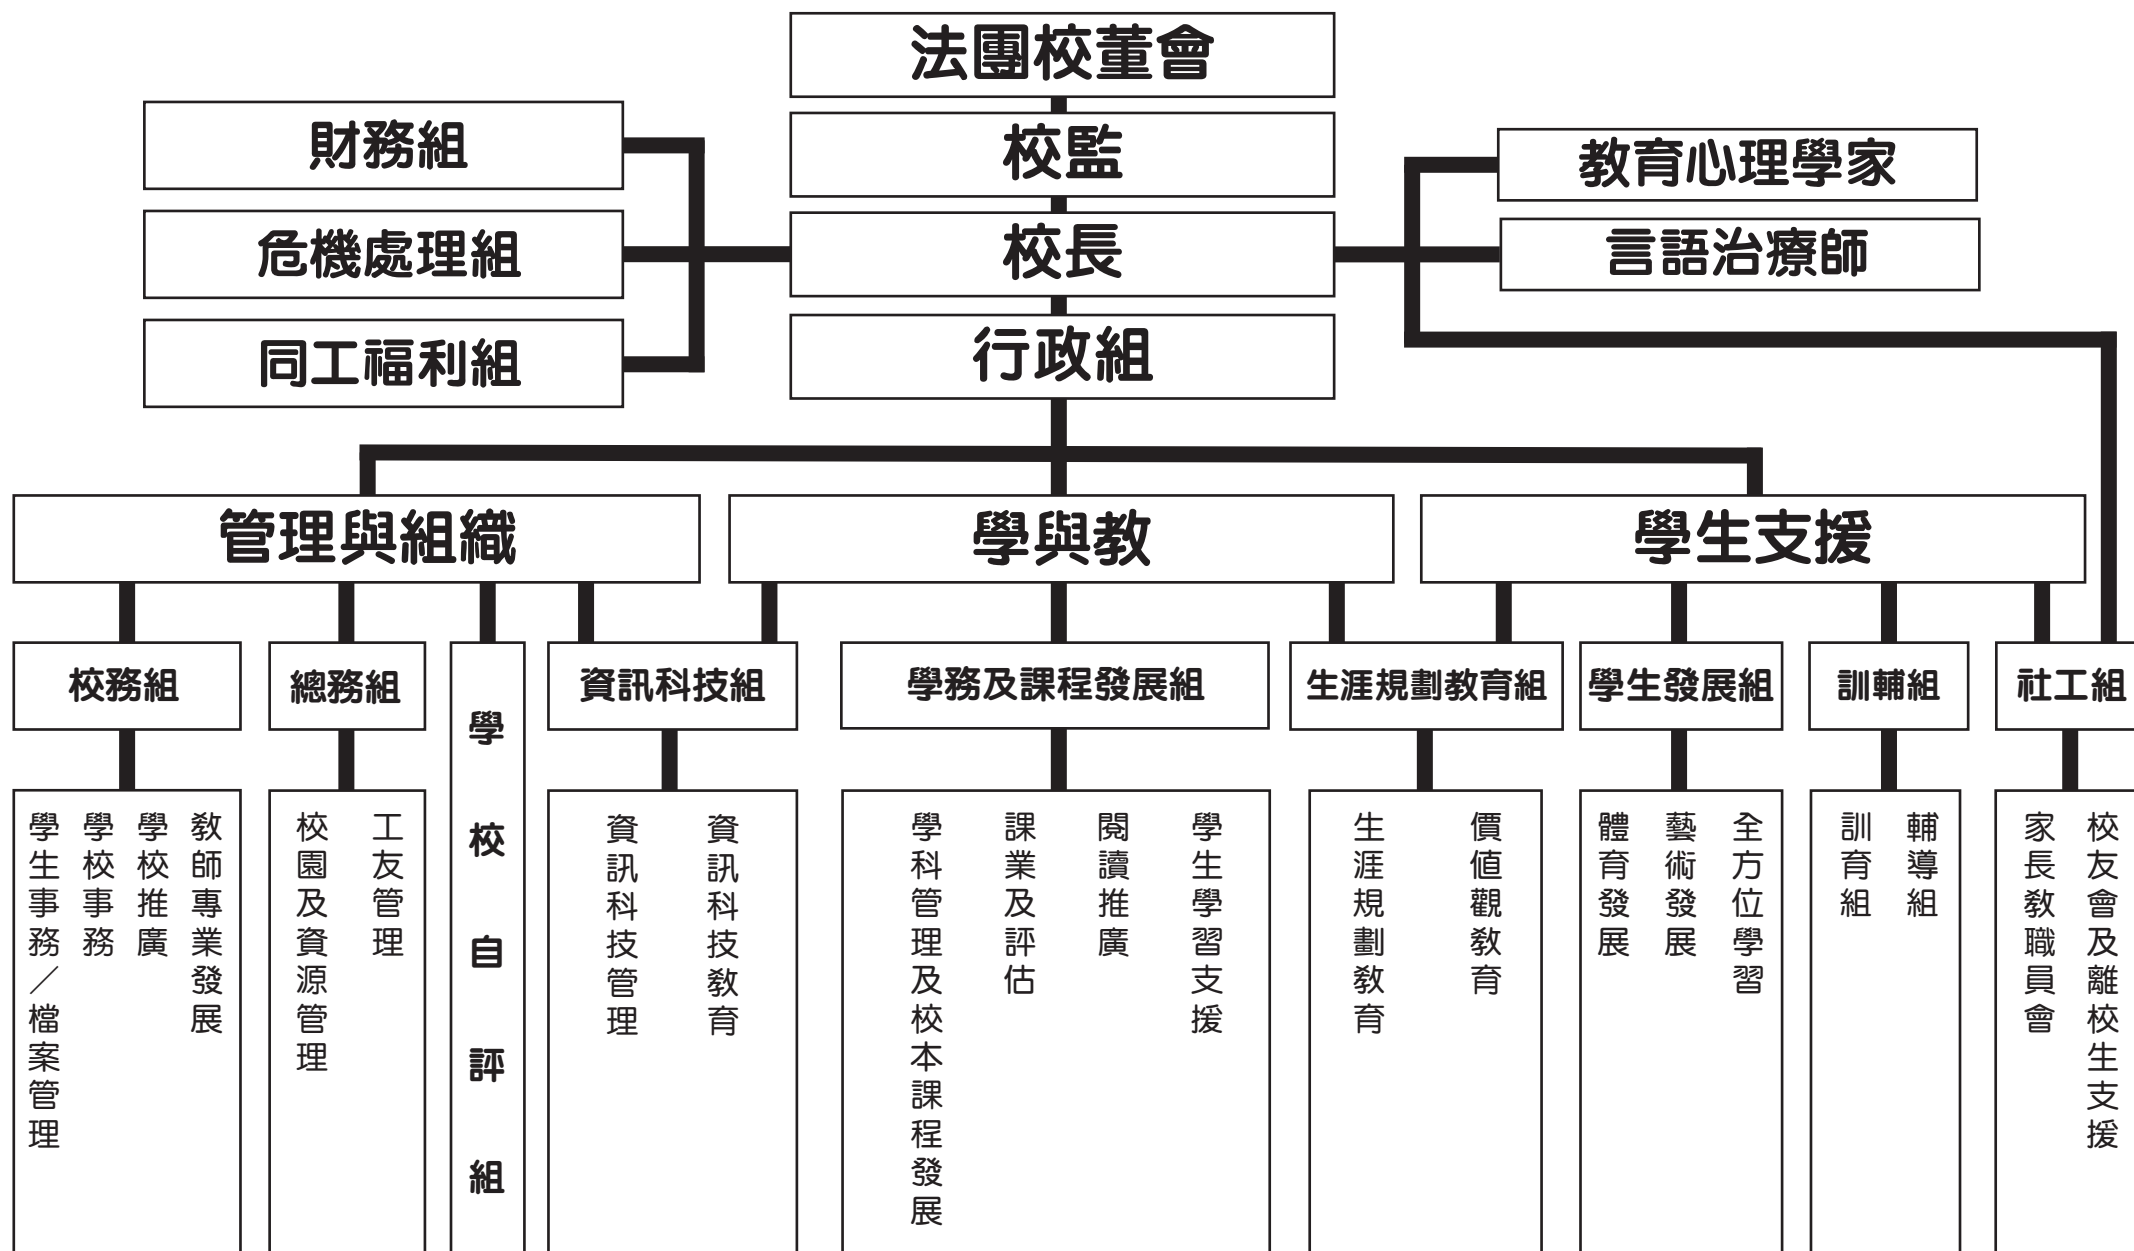 法團校董會
財務組
校監
教育心理學家
危機處理組
校長
言語治療師
同工福利組
行政組
管理與組織
學與教
學生支援
校務組
總務組
學校自評組
資訊科技組
學務及課程發展組
生涯規劃教育組
學生發展組
訓輔組
社工組
學生事務／檔案管理
學校事務
學校推廣
教師專業發展
校園及資源管理
工友管理
資訊科技管理
資訊科技教育
學科管理及校本課程發展
課業及評估
閱讀推廣
學生學習支援
生涯規劃教育
價值觀教育
體育發展
藝術發展
全方位學習
訓育組
輔導組
家長教職員會
校友會及離校生支援